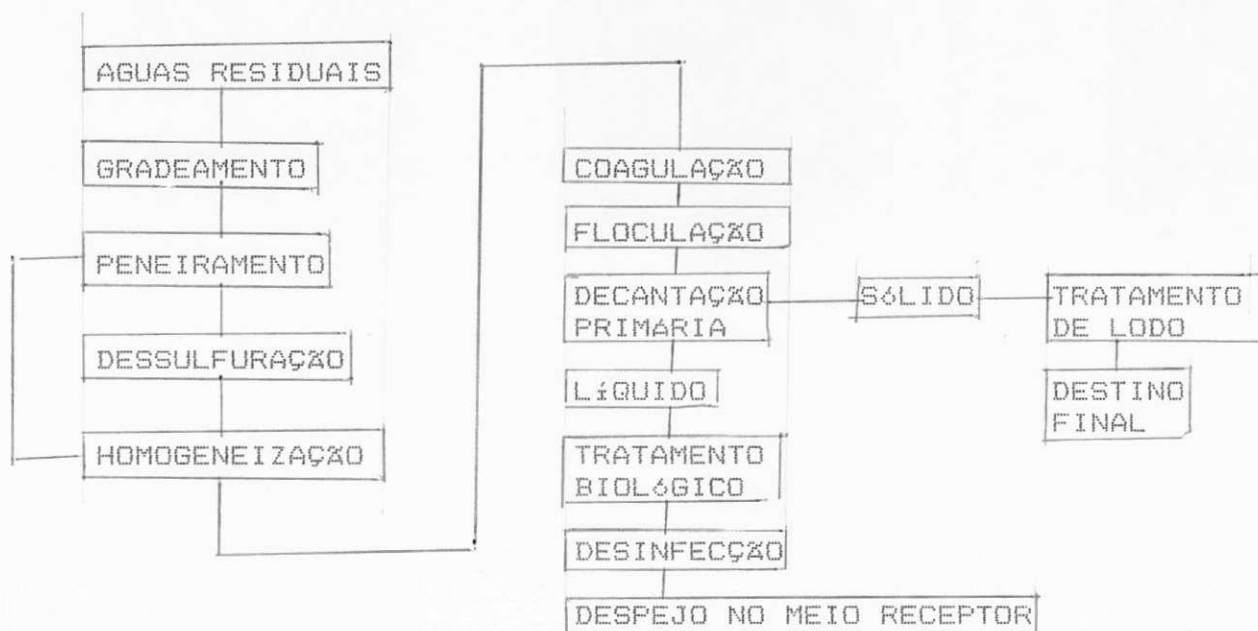 AGUAS RESIDUAIS
GRADEAMENTO
PENEIRAMENTO
DESSULFURAÇÃO
HOMOGENEIZAÇÃO
COAGULAÇÃO
FLOCULAÇÃO
DECANTAÇÃO
PRIMÁRIA
SÓLIDO
TRATAMENTO
DE LODO
DESTINO
FINAL
LÍQUIDO
TRATAMENTO
BIOLÓGICO
DESINFECÇÃO
DESPEJO NO MEIO RECEPTOR